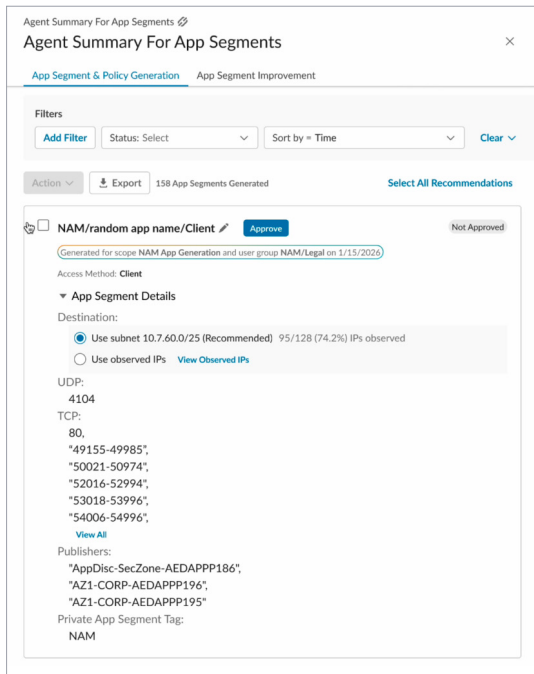 Agent Summary For App Segments
Agent Summary For App Segments
App Segment & Policy Generation App Segment Improvement
Filters
Add Filter Status: Select Sort by = Time Clear
Action Export 158 App Segments Generated Select All Recommendations
NAM/random app name/Client Approve Not Approved
Generated for scope NAM App Generation and user group NAM/Legal on 1/15/2026
Access Method: Client
App Segment Details
Destination:
Use subnet 10.7.60.0/25 (Recommended) 95/128 (74.2%) IPs observed
Use observed IPs View Observed IPs
UDP:
4104
TCP:
80,
"49155-49985",
"50021-50974",
"52016-52994",
"53018-53996",
"54006-54996",
View All
Publishers:
"AppDisc-SecZone-AEDAPPP186",
"AZ1-CORP-AEDAPPP196",
"AZ1-CORP-AEDAPPP195"
Private App Segment Tag:
NAM